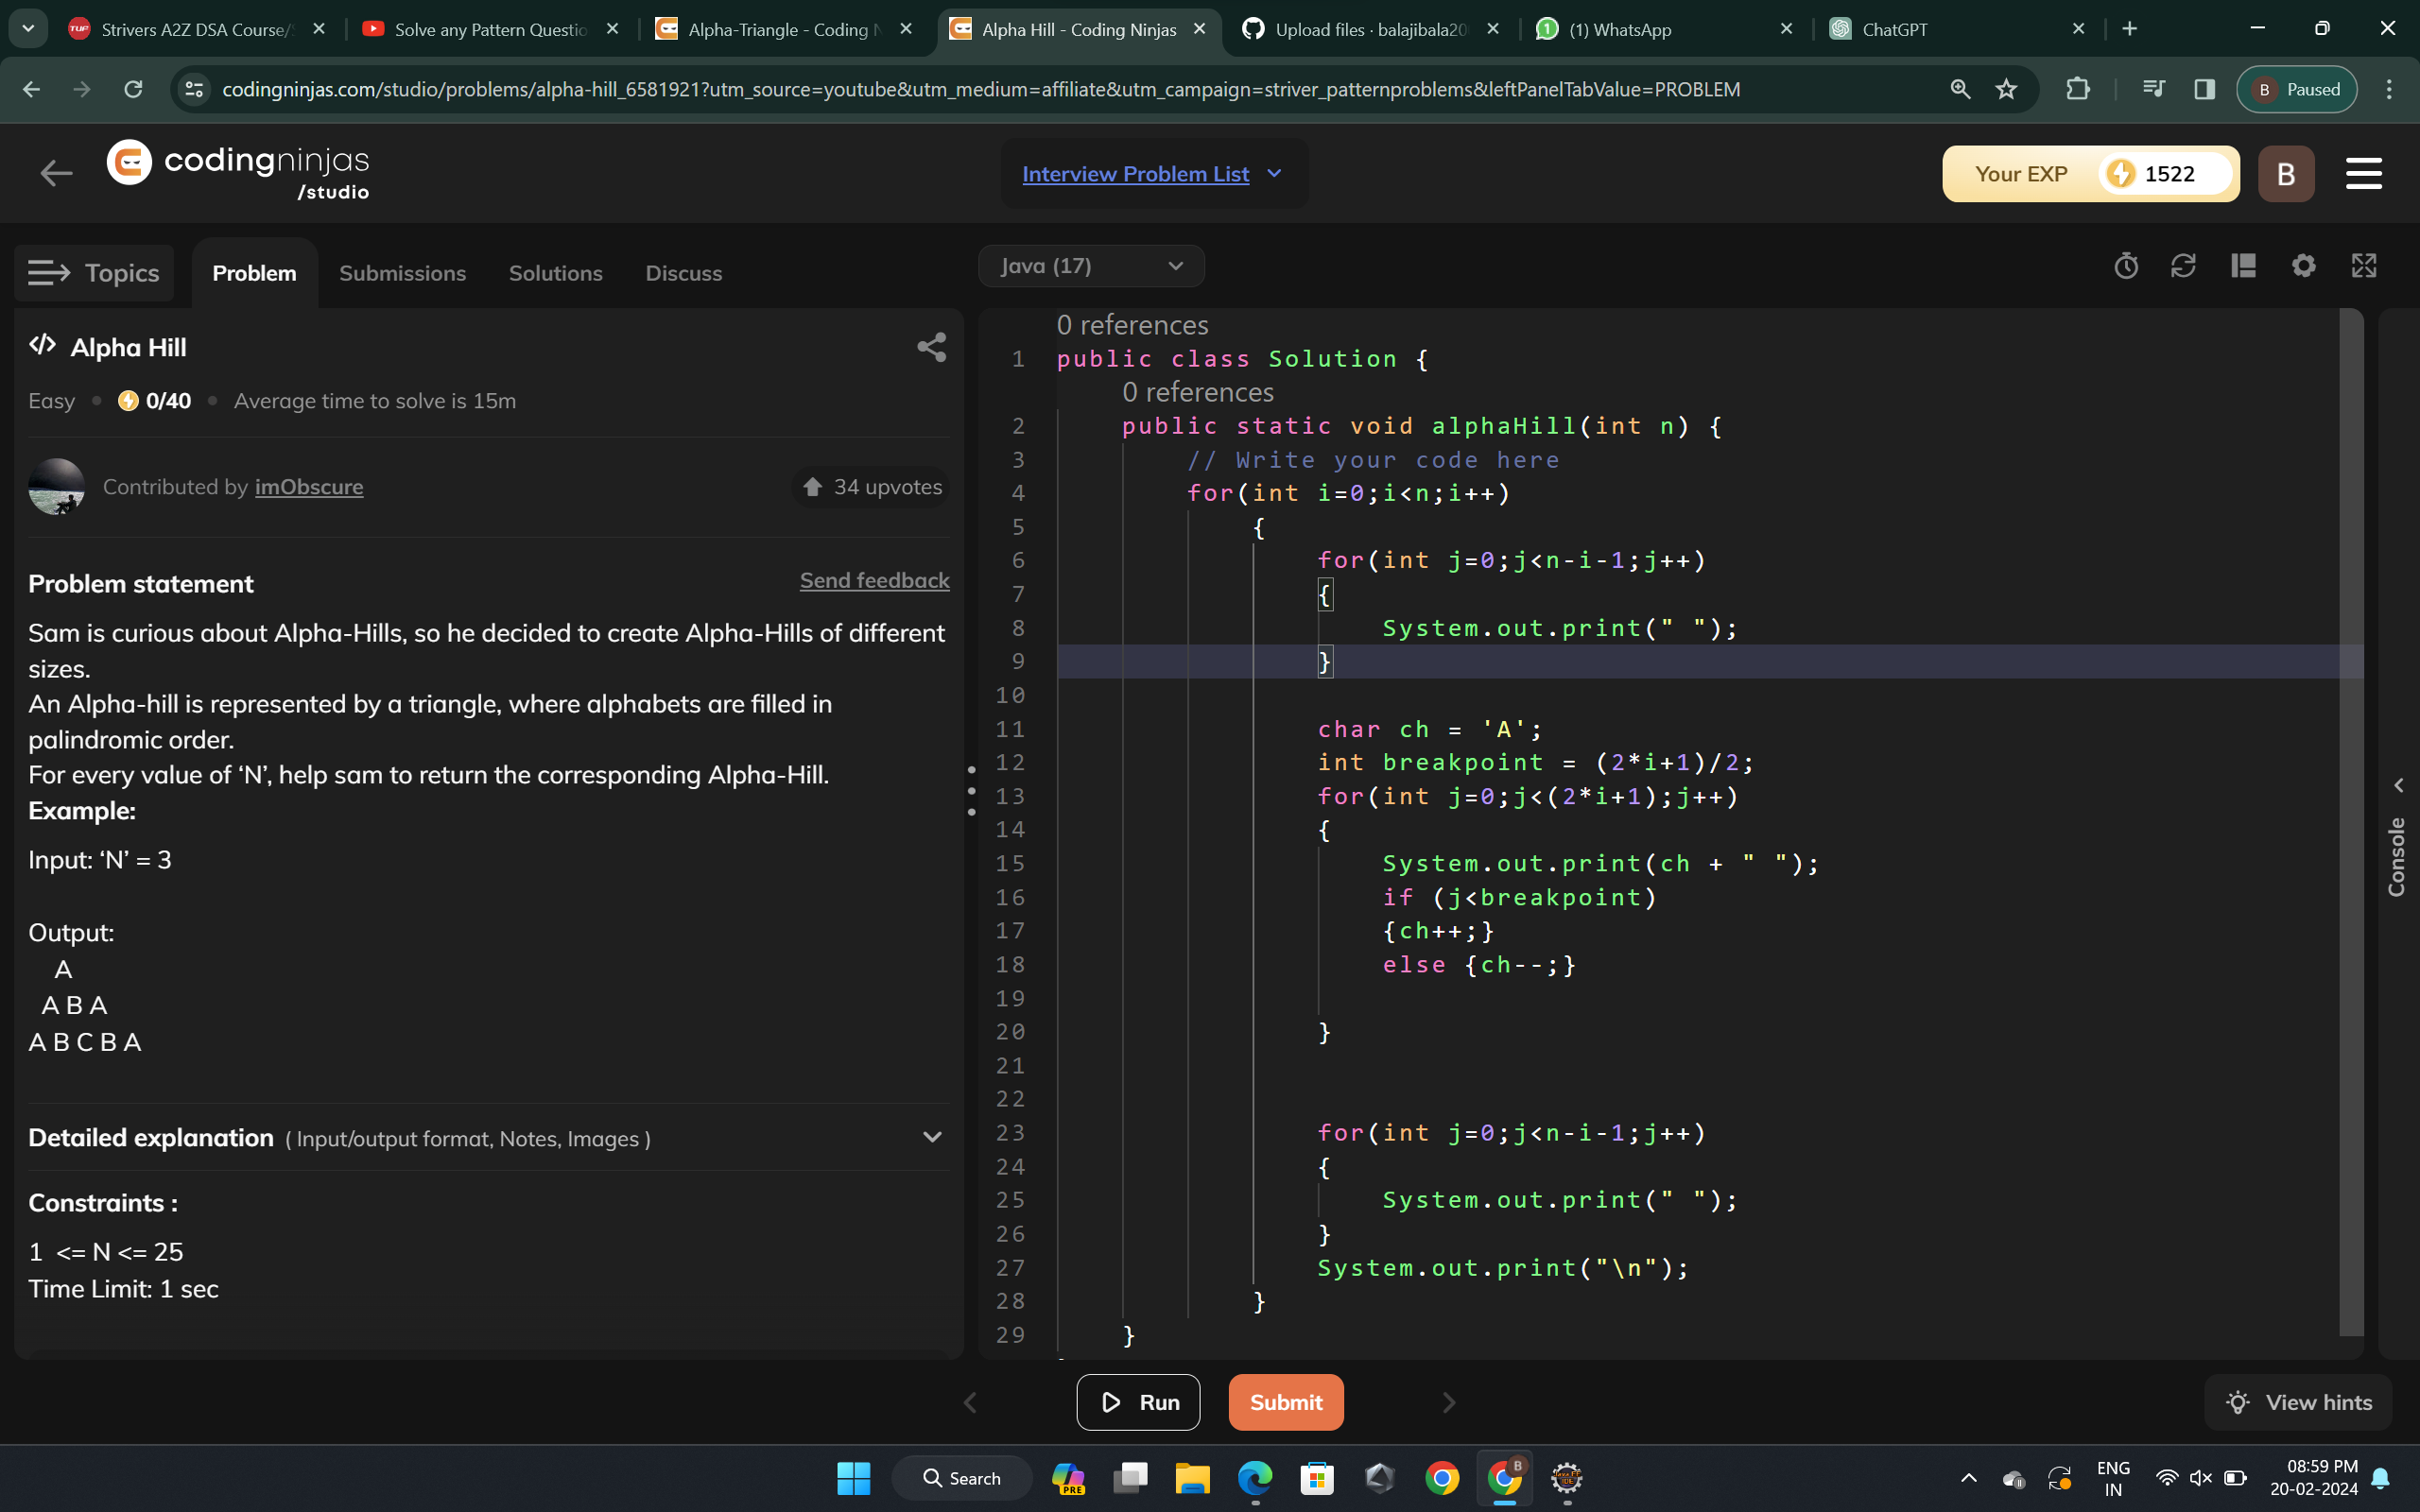 Strivers A2Z DSA Course/
Solve any Pattern Questio
Alpha-Triangle - Coding N
Alpha Hill - Coding Ninjas
Upload files · balajibala20
(1) WhatsApp
ChatGPT
codingninjas.com/studio/problems/alpha-hill_6581921?utm_source=youtube&utm_medium=affiliate&utm_campaign=striver_patternproblems&leftPanelTabValue=PROBLEM
B Paused
codingninjas
/studio
Interview Problem List
Your EXP 1522
B
Topics
Problem
Submissions
Solutions
Discuss
Java (17)
Alpha Hill
Easy • 0/40 • Average time to solve is 15m
Contributed by imObscure
34 upvotes
Problem statement
Send feedback
Sam is curious about Alpha-Hills, so he decided to create Alpha-Hills of different
sizes.
An Alpha-hill is represented by a triangle, where alphabets are filled in
palindromic order.
For every value of ‘N’, help sam to return the corresponding Alpha-Hill.
Example:
Input: ‘N’ = 3
Output:
A
A B A
A B C B A
Detailed explanation ( Input/output format, Notes, Images )
Constraints :
1 <= N <= 25
Time Limit: 1 sec
0 references
1 public class Solution {
0 references
2 public static void alphaHill(int n) {
3 // Write your code here
4 for(int i=0;i<n;i++)
5 {
6 for(int j=0;j<n-i-1;j++)
7 {
8 System.out.print(" ");
9 }
10
11 char ch = 'A';
12 int breakpoint = (2*i+1)/2;
13 for(int j=0;j<(2*i+1);j++)
14 {
15 System.out.print(ch + " ");
16 if (j<breakpoint)
17 {ch++;}
18 else {ch--;}
19
20 }
21
22
23 for(int j=0;j<n-i-1;j++)
24 {
25 System.out.print(" ");
26 }
27 System.out.print("\n");
28 }
29 }
Console
Run
Submit
View hints
Search
PRE
B
ENG
IN
08:59 PM
20-02-2024